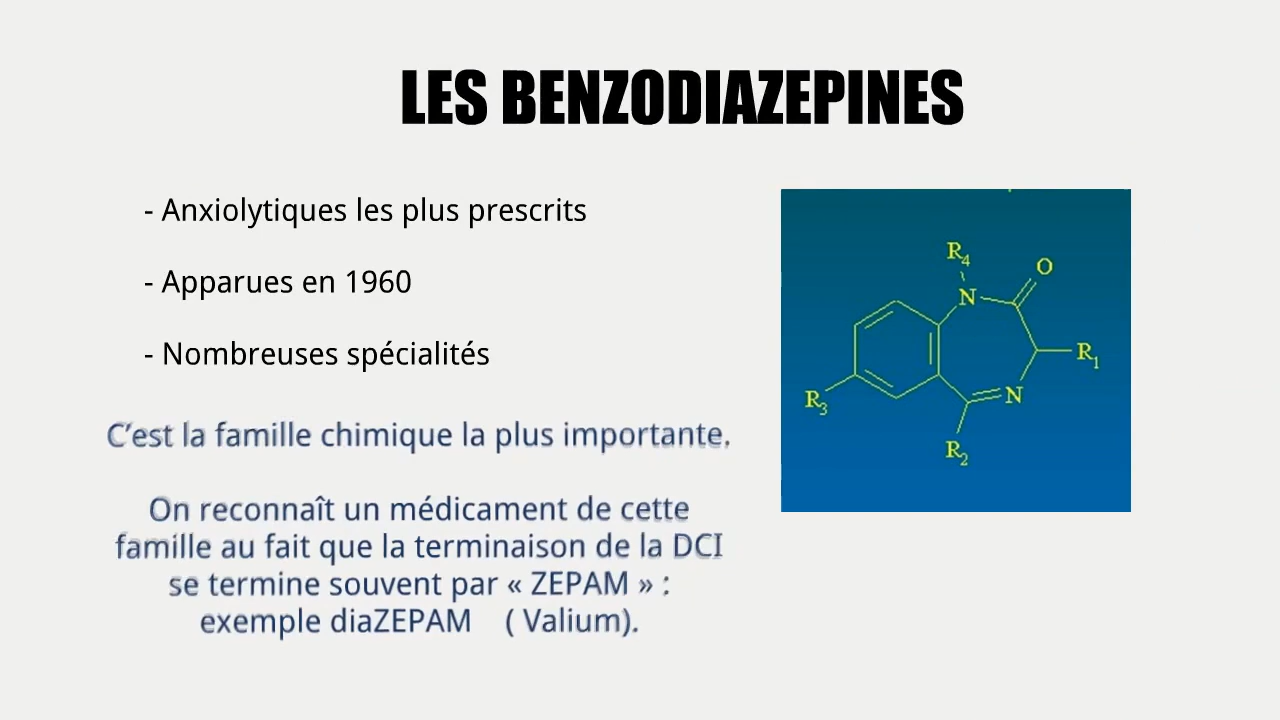 LES BENZODIAZEPINES
- Anxiolytiques les plus prescrits
- Apparues en 1960
- Nombreuses spécialités
C’est la famille chimique la plus importante.
On reconnaît un médicament de cette
famille au fait que la terminaison de la DCI
se termine souvent par « ZEPAM » :
exemple diaZEPAM ( Valium).
R4
O
N
R1
N
R3
R2